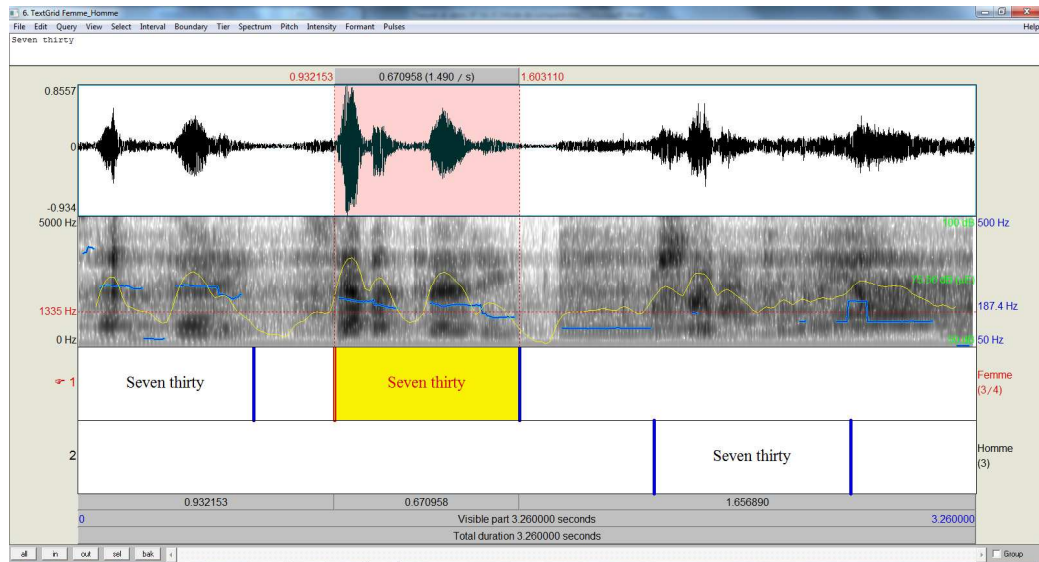 6. TextGrid Femme_Homme
File Edit Query View Select Interval Boundary Tier Spectrum Pitch Intensity Formant Pulses Help
Seven thirty
0.932153 0.670958 (1.490 / s) 1.603110
0.8557
0
-0.934
5000 Hz 100 dB 500 Hz
1335 Hz 187.4 Hz
0 Hz 50 Hz
1 Seven thirty Seven thirty Femme
(3/4)
2 Seven thirty Homme
(3)
0.932153 0.670958 1.656890
0 Visible part 3.260000 seconds 3.260000
Total duration 3.260000 seconds
all in out sel bak Group